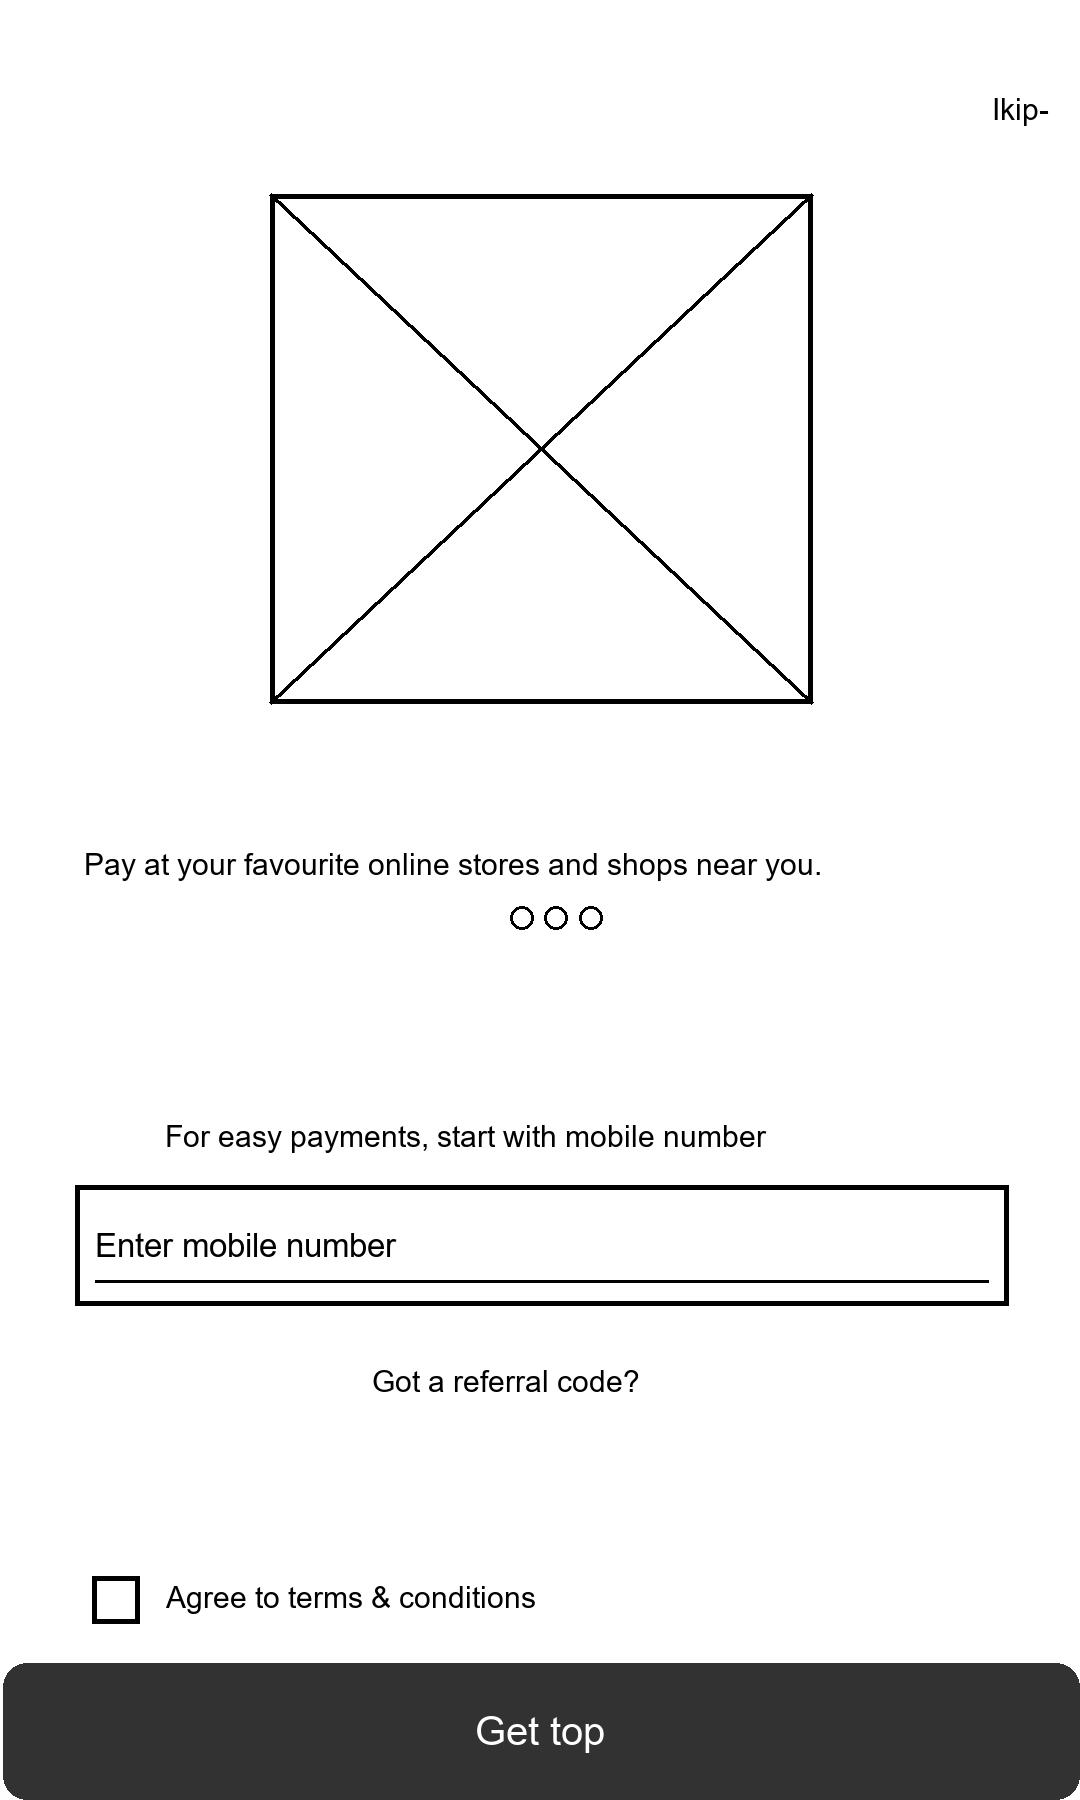 Ikip-
Pay at your favourite online stores and shops near you.
For easy payments, start with mobile number
Enter mobile number
Got a referral code?
Agree to terms & conditions
Get top